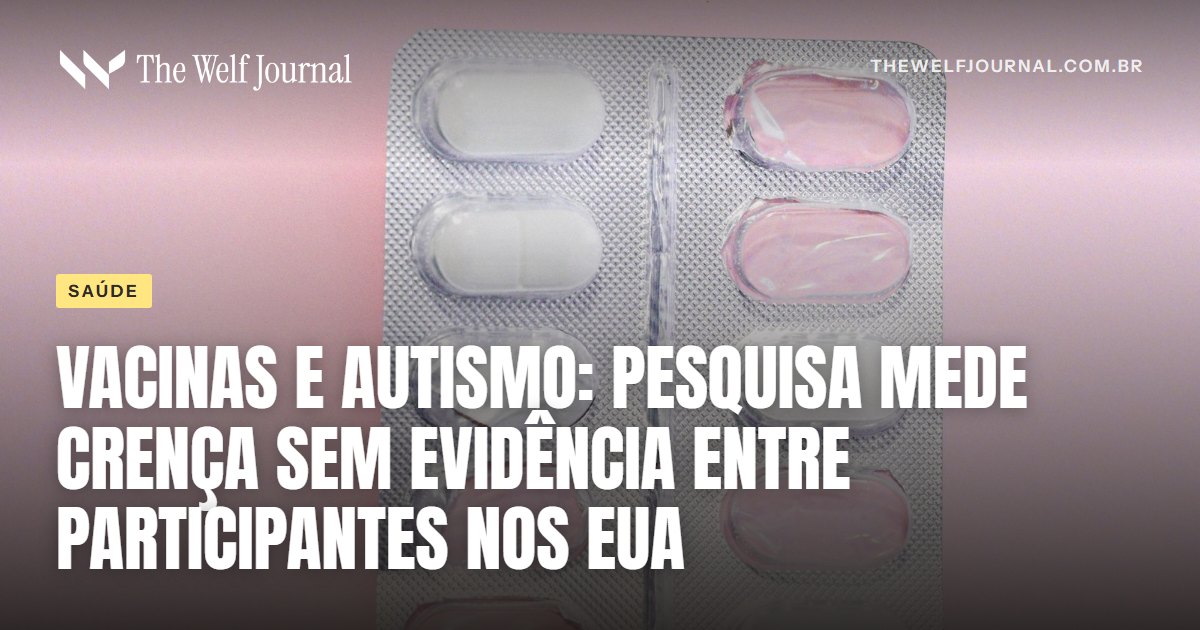 The Welf Journal
THEWELFJOURNAL.COM.BR
SAÚDE
VACINAS E AUTISMO: PESQUISA MEDE
CRENÇA SEM EVIDÊNCIA ENTRE
PARTICIPANTES NOS EUA